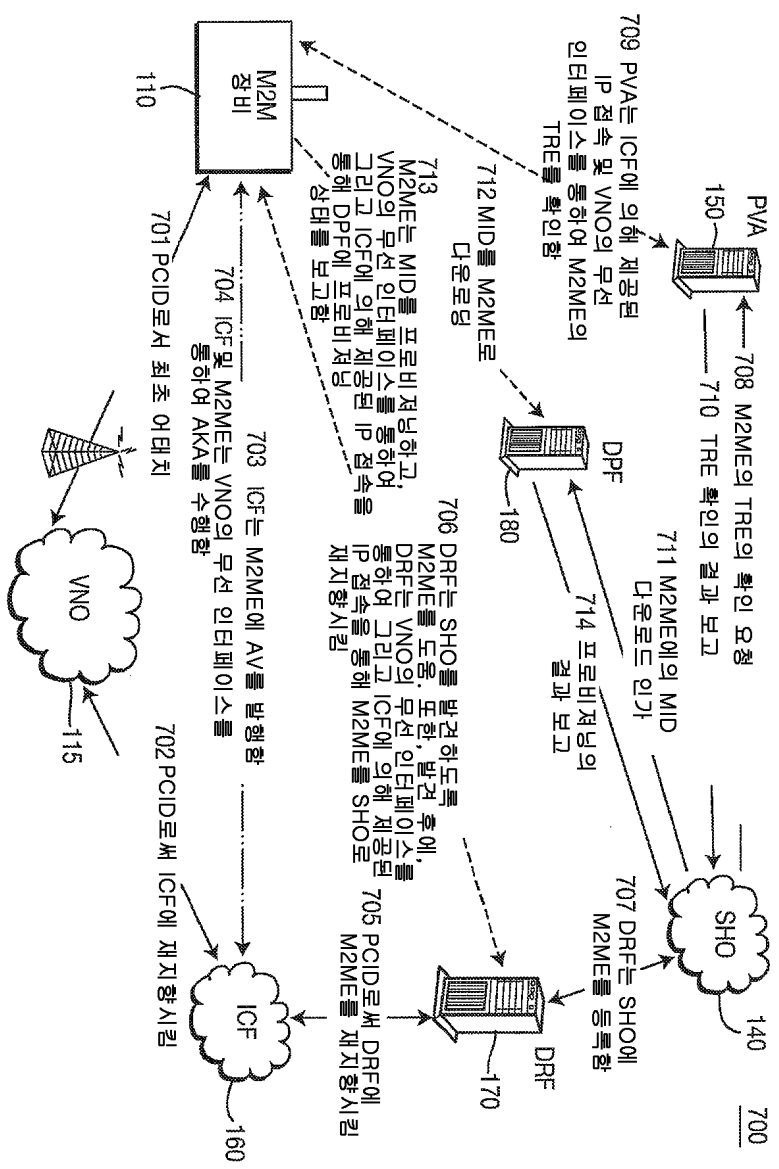 700
PVA
150
708 M2ME의 TRE의 확인 요청
710 TRE 확인의 결과 보고
709 PVA는 ICF에 의해 제공된
IP 접속 및 VNO의 무선
인터페이스를 통하여 M2ME의
TRE를 확인함
SHO
140
DPF
180
711 M2ME에의 MID
다운로드 인가
714 프로비져닝의
결과 보고
712 MID를 M2ME로
다운로딩
707 DRF는 SHO에
M2ME를 등록함
DRF
170
M2M
장비
110
713
M2ME는 MID를 프로비져닝하고,
VNO의 무선 인터페이스를 통하여
그리고 ICF에 의해 제공된 IP 접속을
통해 DPF에 프로비져닝
상태를 보고함
706 DRF는 SHO를 발견하도록
M2ME를 도움. 또한, 발견 후에,
DRF는 VNO의 무선 인터페이스를
통하여 그리고 ICF에 의해 제공된
IP 접속을 통해 M2ME를 SHO로
재지향시킴
705 PCID로써 DRF에
M2ME를 재지향시킴
703 ICF는 M2ME에 AV를 발행함
704 ICF및 M2ME는 VNO의 무선 인터페이스를
통하여 AKA를 수행함
701 PCID로서 최초 어태치
VNO
115
702 PCID로써 ICF에 재지향시킴
ICF
160